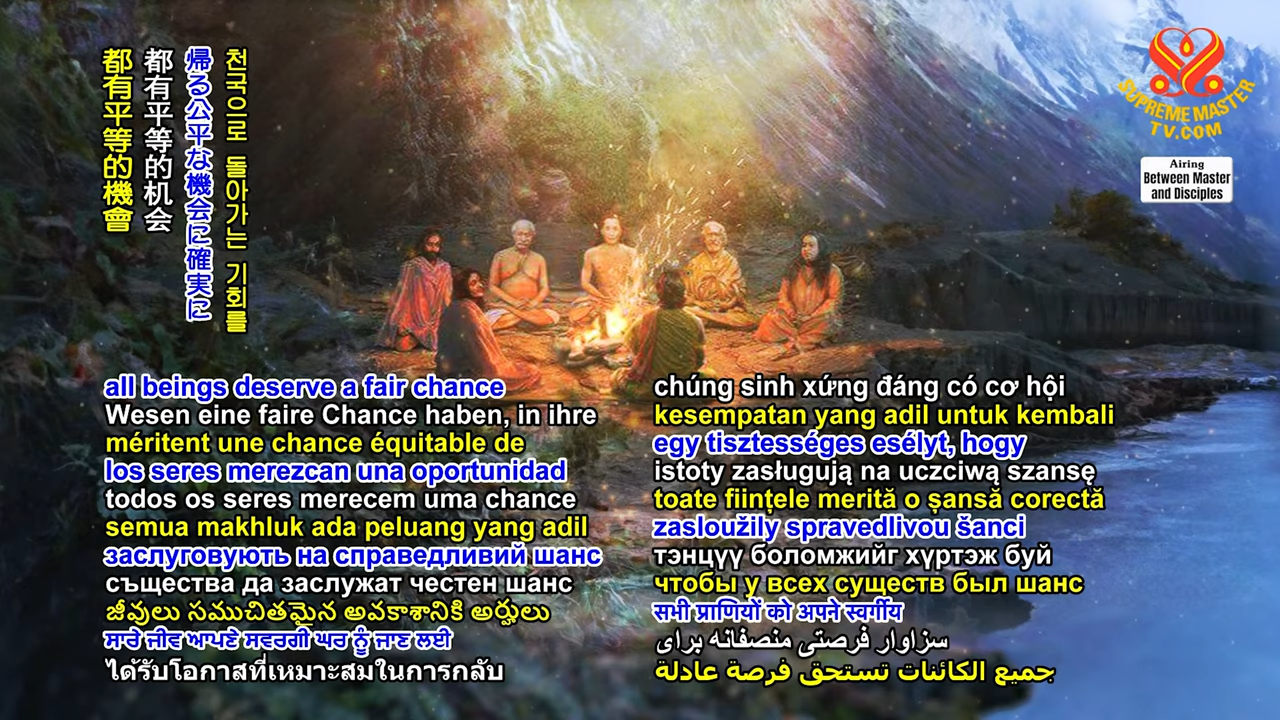 都有平等的機會
都有平等的机会
帰る公平な機会に確実に
천국으로 돌아가는 기회를
SUPREME MASTER
TV.COM
Airing
Between Master
and Disciples
all beings deserve a fair chance
Wesen eine faire Chance haben, in ihre
méritent une chance équitable de
los seres merezcan una oportunidad
todos os seres merecem uma chance
semua makhluk ada peluang yang adil
заслуговують на справедливий шанс
същества да заслужат честен шанс
జీవులు సముచితమైన అవకాశానికి అర్హులు
ਸਾਰੇ ਜੀਵ ਆਪਣੇ ਸਵਰਗੀ ਘਰ ਨੂੰ ਜਾਣ ਲਈ
ได้รับโอกาสที่เหมาะสมในการกลับ
chúng sinh xứng đáng có cơ hội
kesempatan yang adil untuk kembali
egy tisztességes esélyt, hogy
istoty zasługują na uczciwą szansę
toate ființele merită o șansă corectă
zasloužily spravedlivou šanci
тэнцүү боломжийг хүртэж буй
чтобы у всех существ был шанс
सभी प्राणियों को अपने स्वर्गीय
سزاوار فرصتی منصفانه برای
جميع الكائنات تستحق فرصة عادلة